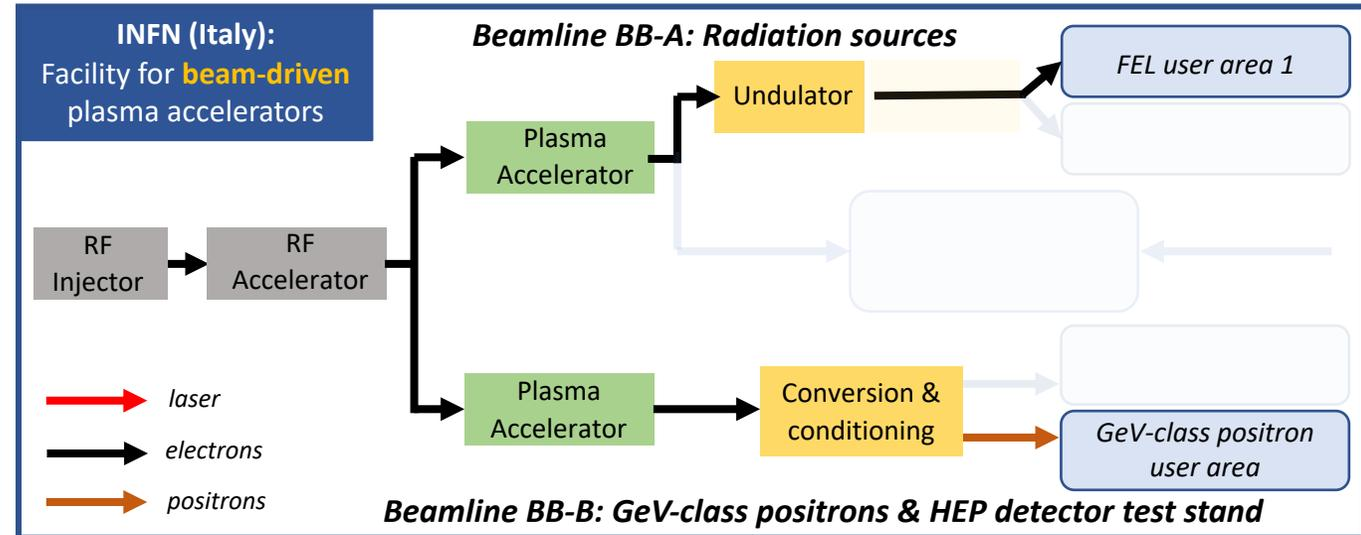 INFN (Italy):
Facility for beam-driven
plasma accelerators
Beamline BB-A: Radiation sources
FEL user area 1
Undulator
Plasma
Accelerator
RF
Injector
RF
Accelerator
Plasma
Accelerator
Conversion &
conditioning
GeV-class positron
user area
laser
electrons
positrons
Beamline BB-B: GeV-class positrons & HEP detector test stand